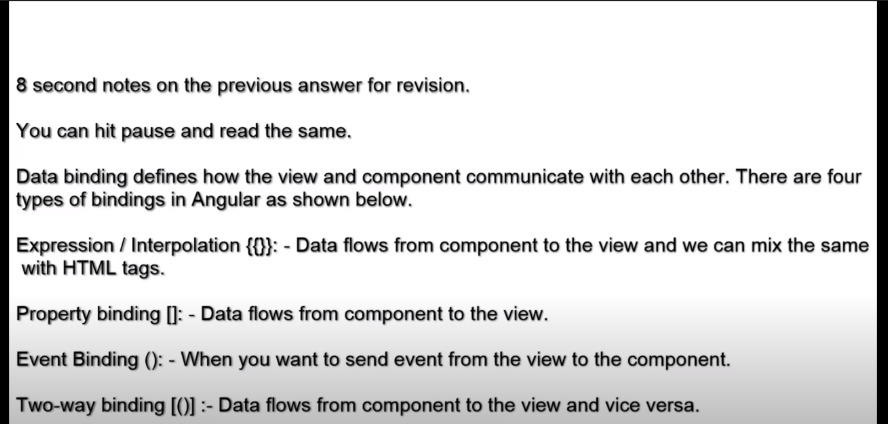 8 second notes on the previous answer for revision.
You can hit pause and read the same.
Data binding defines how the view and component communicate with each other. There are four
types of bindings in Angular as shown below.
Expression / Interpolation {{}}: - Data flows from component to the view and we can mix the same
with HTML tags.
Property binding []: - Data flows from component to the view.
Event Binding (): - When you want to send event from the view to the component.
Two-way binding [()] :- Data flows from component to the view and vice versa.